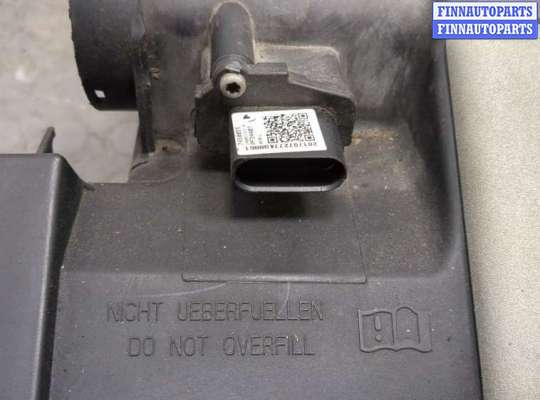 FINNAUTOPARTS
FINNAUTOPARTS
NICHT UEBERFUELLEN
DO NOT OVERFILL